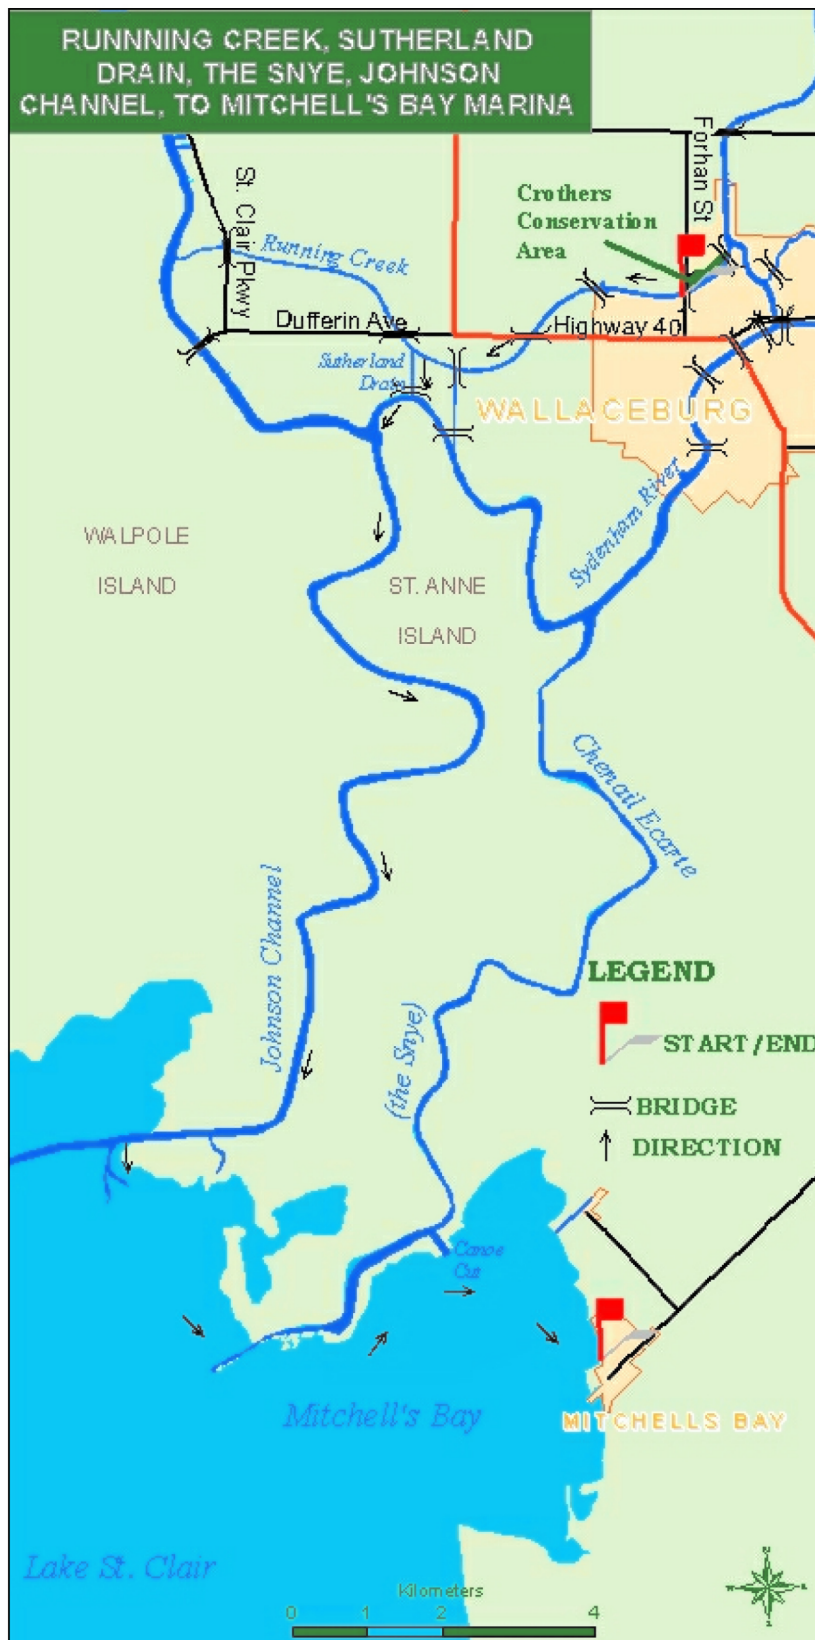 RUNNNING CREEK, SUTHERLAND
DRAIN, THE SNYE, JOHNSON
CHANNEL, TO MITCHELL'S BAY MARINA
Forhan St
St. Clair Pkwy
Crothers
Conservation
Area
Running Creek
Dufferin Ave
Highway 40
Sutherland
Drain
WALLACEBURG
Sydenham River
WALPOLE
ISLAND
ST. ANNE
ISLAND
Chenail Ecarte
Johnson Channel
(the Snye)
LEGEND
START/END
BRIDGE
DIRECTION
Canoe
Cut
Mitchell's Bay
MITCHELLS BAY
Lake St. Clair
Kilometers
0 1 2 4
N
W E
S